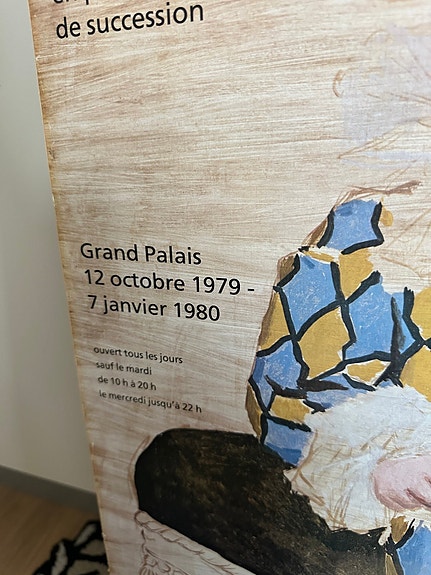 de succession
Grand Palais
12 octobre 1979 -
7 janvier 1980
ouvert tous les jours
sauf le mardi
de 10 h à 20 h
le mercredi jusqu'à 22 h